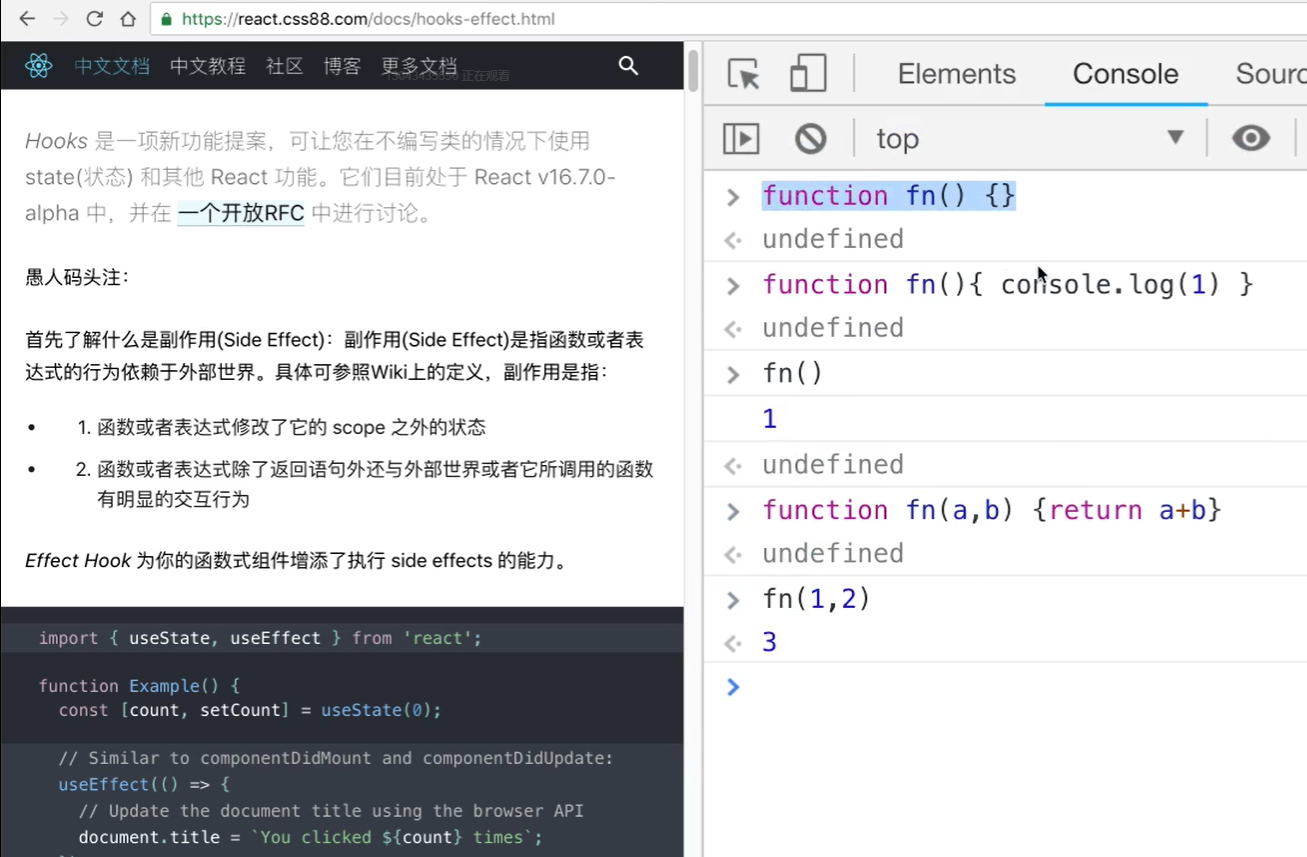 https://react.css88.com/docs/hooks-effect.html
中文文档 中文教程 社区 博客 更多文档
正在观看
Hooks 是一项新功能提案，可让您在不编写类的情况下使用
state(状态) 和其他 React 功能。它们目前处于 React v16.7.0-
alpha 中，并在 一个开放RFC 中进行讨论。
愚人码头注：
首先了解什么是副作用(Side Effect)：副作用(Side Effect)是指函数或者表
达式的行为依赖于外部世界。具体可参照Wiki上的定义，副作用是指：
• 1. 函数或者表达式修改了它的 scope 之外的状态
• 2. 函数或者表达式除了返回语句外还与外部世界或者它所调用的函数
有明显的交互行为
Effect Hook 为你的函数式组件增添了执行 side effects 的能力。
import { useState, useEffect } from 'react';
function Example() {
const [count, setCount] = useState(0);
// Similar to componentDidMount and componentDidUpdate:
useEffect(() => {
// Update the document title using the browser API
document.title = `You clicked ${count} times`;
Elements Console Sourc
top
> function fn() {}
undefined
> function fn(){ console.log(1) }
undefined
> fn()
1
undefined
> function fn(a,b) {return a+b}
undefined
> fn(1,2)
3
>